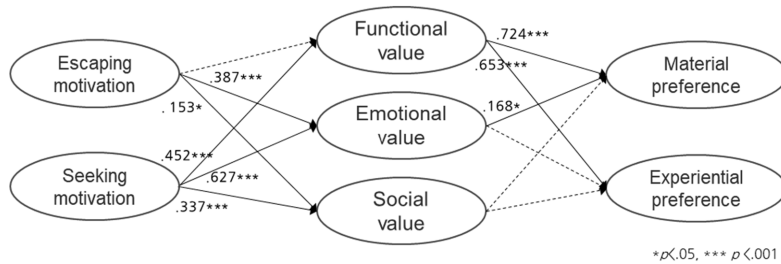 Functional
value
Escaping
motivation
.724***
.653***
Material
preference
.387***
.153*
Emotional
value
.168*
.452***
.627***
.337***
Seeking
motivation
Social
value
Experiential
preference
*p<.05, *** p <.001